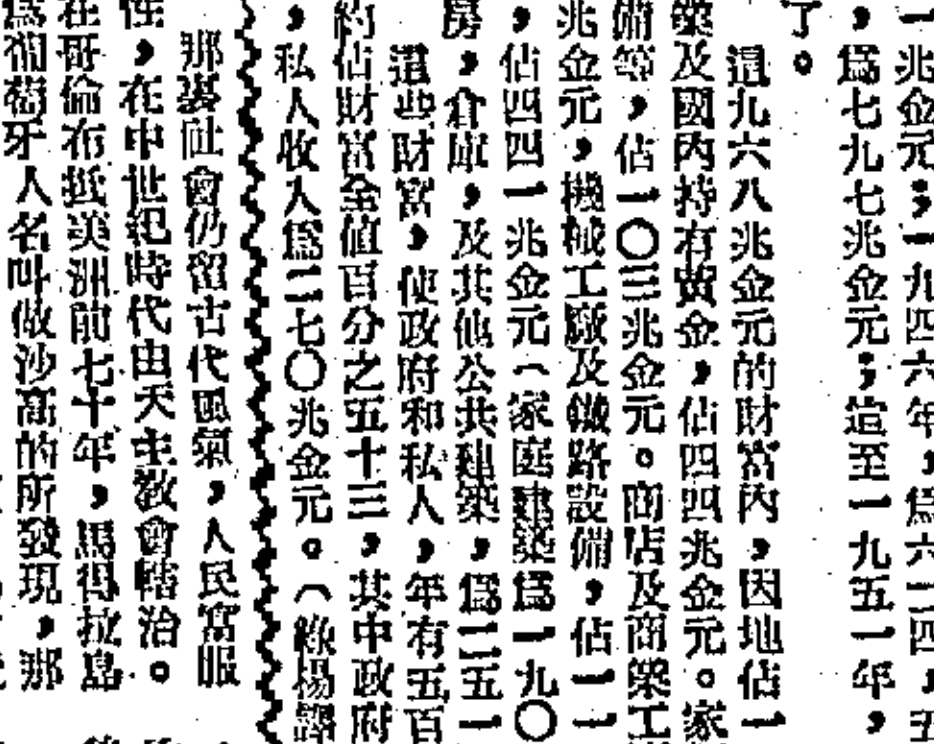 一兆金元；一九四六年，爲六二四，五
，爲七九七兆金元；造至一九五一年，
了。
這九六八兆金元的財富內，因地佔一
築及國內持有黃金，佔四四兆金元。家
備等，佔一〇三兆金元。商店及商業工
兆金元，機械工廠及鐵路設備，佔一一
，佔四四一兆金元（家庭建築爲一九〇
房，倉庫，及其他公共建築，爲二五一
這些財富，使政府和私人，年有五百
約佔財富全值百分之五十三，其中政府
，私人收入爲二七〇兆金元。（綠楊譯
那裏社會仍留古代風氣，人民富服
性，在中世紀時代由天主教會轄治。
在哥倫布抵美洲前七十年，馬得拉島
爲葡萄牙人名叫做沙高的所發現，那